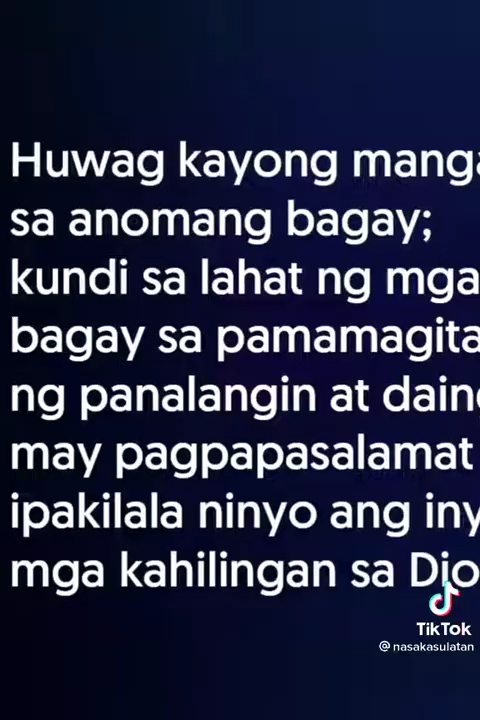 Huwag kayong manga
sa anomang bagay;
kundi sa lahat ng mga
bagay sa pamamagita
ng panalangin at dain
may pagpapasalamat
ipakilala ninyo ang iny
mga kahilingan sa Dio
TikTok
@nasakasulatan